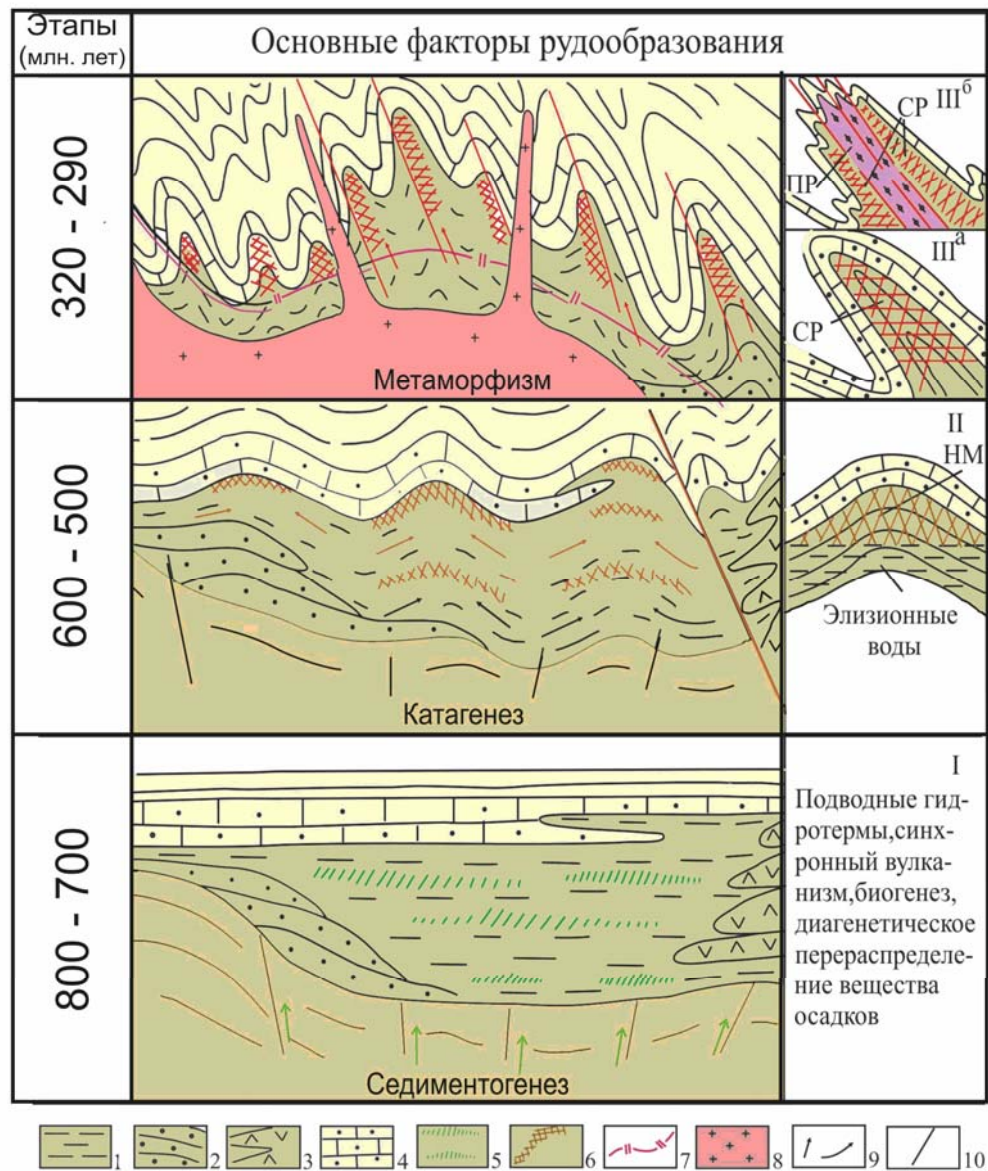 Этапы
(млн. лет)
Основные факторы рудообразования
320 - 290
Метаморфизм
III б
СР
ПР
III а
СР
600 - 500
Катагенез
II
НМ
Элизионные
воды
800 - 700
Седиментогенез
I
Подводные гид-
ротермы,синх-
ронный вулка-
низм,биогенез,
диагенетическое
перераспределе-
ние вещества
осадков
1 2 3 4 5 6 7 8 9 10